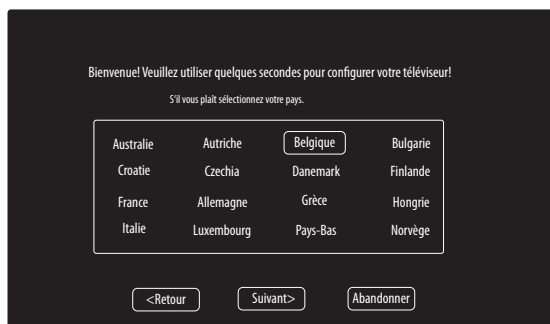 Bienvenue! Veuillez utiliser quelques secondes pour configurer votre téléviseur!
S'il vous plaît sélectionnez votre pays.
Australie Autriche Belgique Bulgarie
Croatie Czechia Danemark Finlande
France Allemagne Grèce Hongrie
Italie Luxembourg Pays-Bas Norvège
<Retour Suivant> Abandonner